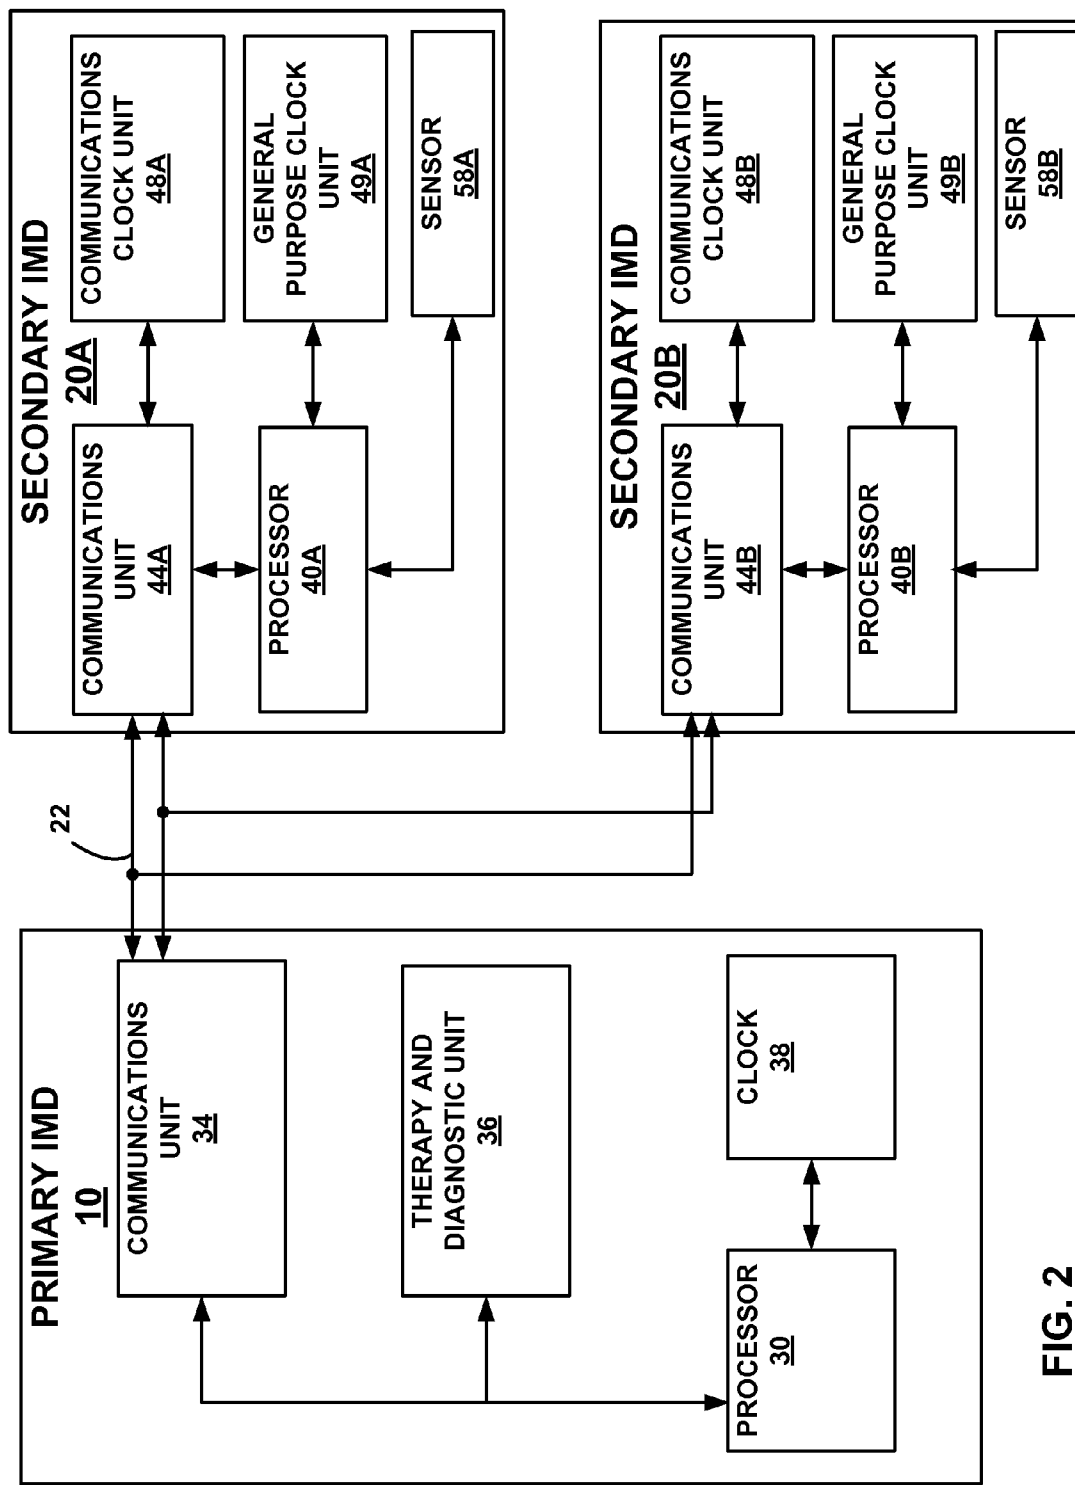 PRIMARY IMD
10
COMMUNICATIONS
UNIT
34
THERAPY AND
DIAGNOSTIC UNIT
36
PROCESSOR
30
CLOCK
38
22
SECONDARY IMD
20A
COMMUNICATIONS
UNIT
44A
COMMUNICATIONS
CLOCK UNIT
48A
PROCESSOR
40A
GENERAL
PURPOSE CLOCK
UNIT
49A
SENSOR
58A
SECONDARY IMD
20B
COMMUNICATIONS
UNIT
44B
COMMUNICATIONS
CLOCK UNIT
48B
PROCESSOR
40B
GENERAL
PURPOSE CLOCK
UNIT
49B
SENSOR
58B
FIG. 2